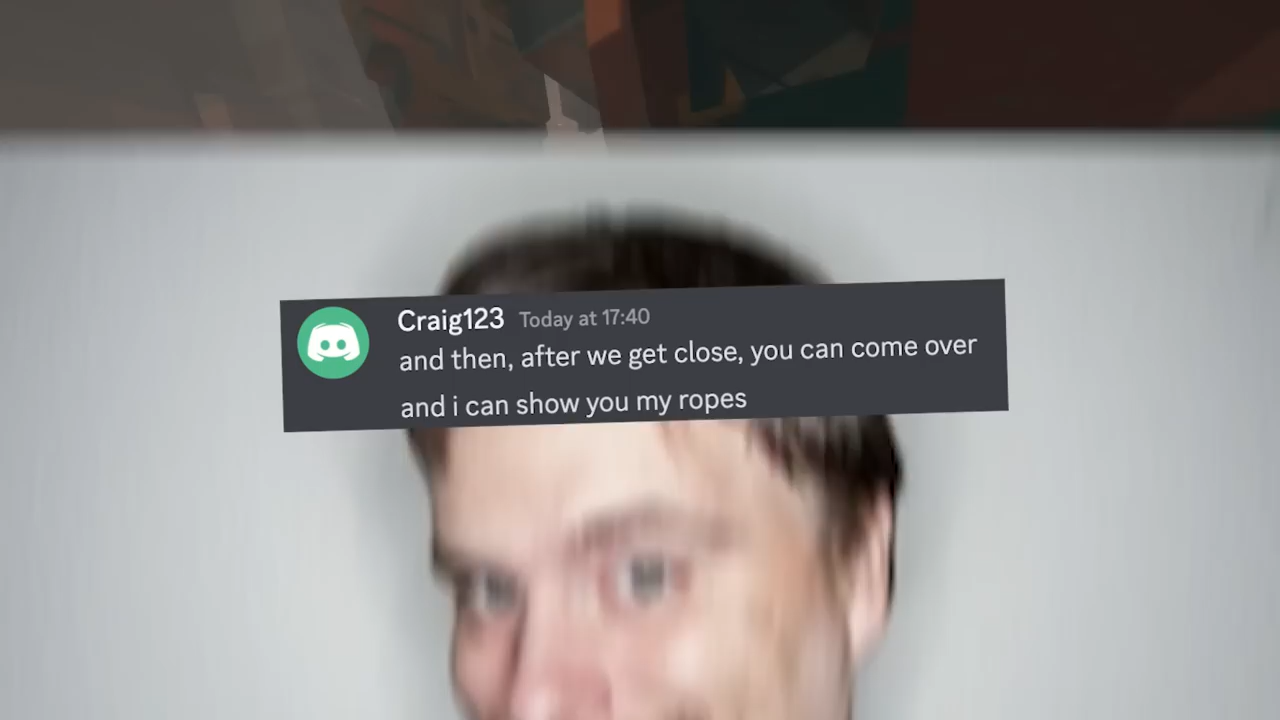 Craig123 Today at 17:40
and then, after we get close, you can come over
and i can show you my ropes